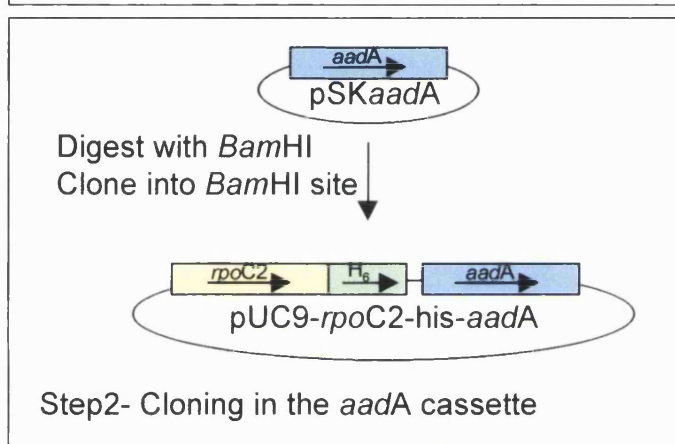 aadA
pSKaadA
Digest with BamHI
Clone into BamHI site
rpoC2 H₆ aadA
pUC9-rpoC2-his-aadA
Step2- Cloning in the aadA cassette